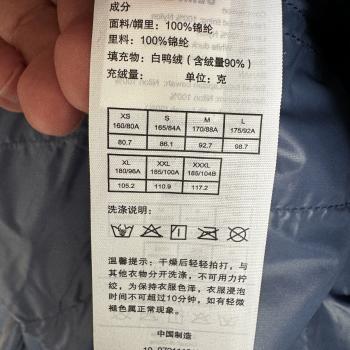 成分
面料/帽里：100%锦纶
里料：100%锦纶
填充物：白鸭绒（含绒量90%）
充绒量： 单位：克
XS S M L
160/80A 165/84A 170/88A 175/92A
80.7 86.1 92.7 98.7
XL XXL XXXL
180/96A 185/100A 185/104B
105.2 110.9 117.2
洗涤说明：
温馨提示：干燥后轻轻拍打，与
其他衣物分开洗涤，不可用力拧
绞，为保持衣服色泽，衣服浸泡
时间不可超过10分钟，如有轻微
褪色属正常现象。
中国制造